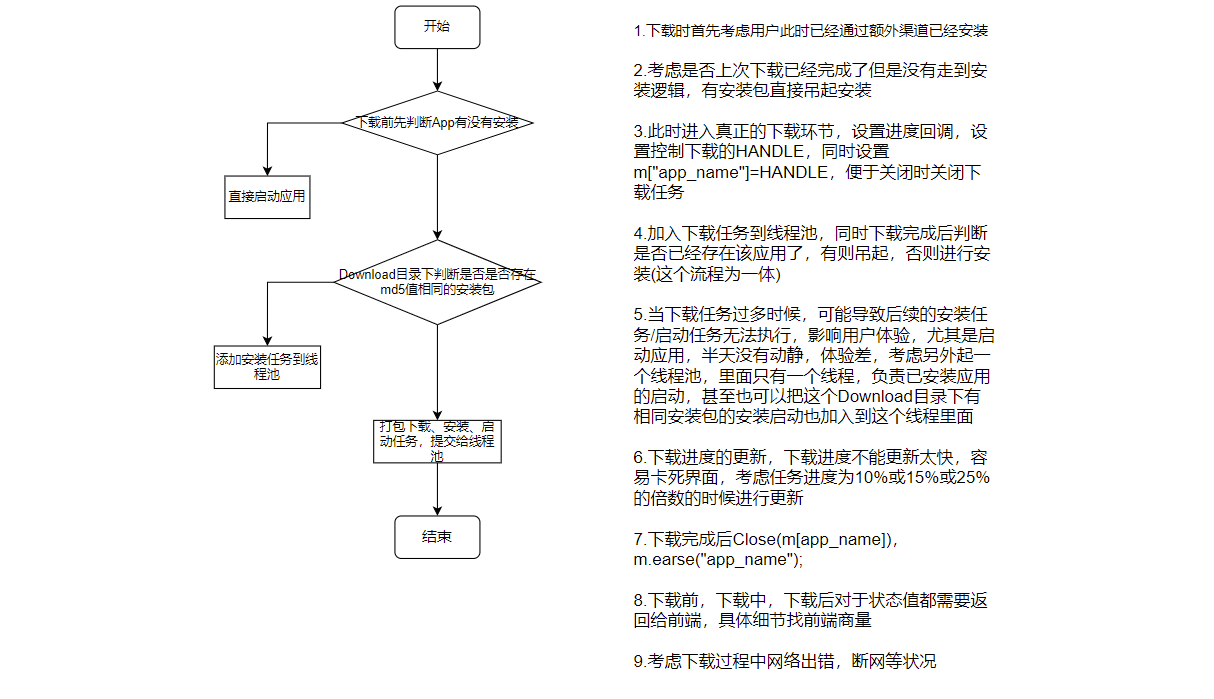 开始
下载前先判断App有没有安装
直接启动应用
Download目录下判断是否是否存在
md5值相同的安装包
添加安装任务到线
程池
打包下载、安装、启
动任务，提交给线程
池
结束
1.下载时首先考虑用户此时已经通过额外渠道已经安装
2.考虑是否上次下载已经完成了但是没有走到安
装逻辑，有安装包直接吊起安装
3.此时进入真正的下载环节，设置进度回调，设
置控制下载的HANDLE，同时设置
m["app_name"]=HANDLE，便于关闭时关闭下
载任务
4.加入下载任务到线程池，同时下载完成后判断
是否已经存在该应用了，有则吊起，否则进行安
装(这个流程为一体)
5.当下载任务过多时候，可能导致后续的安装任
务/启动任务无法执行，影响用户体验，尤其是启
动应用，半天没有动静，体验差，考虑另外起一
个线程池，里面只有一个线程，负责已安装应用
的启动，甚至也可以把这个Download目录下有
相同安装包的安装启动也加入到这个线程里面
6.下载进度的更新，下载进度不能更新太快，容
易卡死界面，考虑任务进度为10%或15%或25%
的倍数的时候进行更新
7.下载完成后Close(m[app_name])，
m.earse("app_name");
8.下载前，下载中，下载后对于状态值都需要返
回给前端，具体细节找前端商量
9.考虑下载过程中网络出错，断网等状况